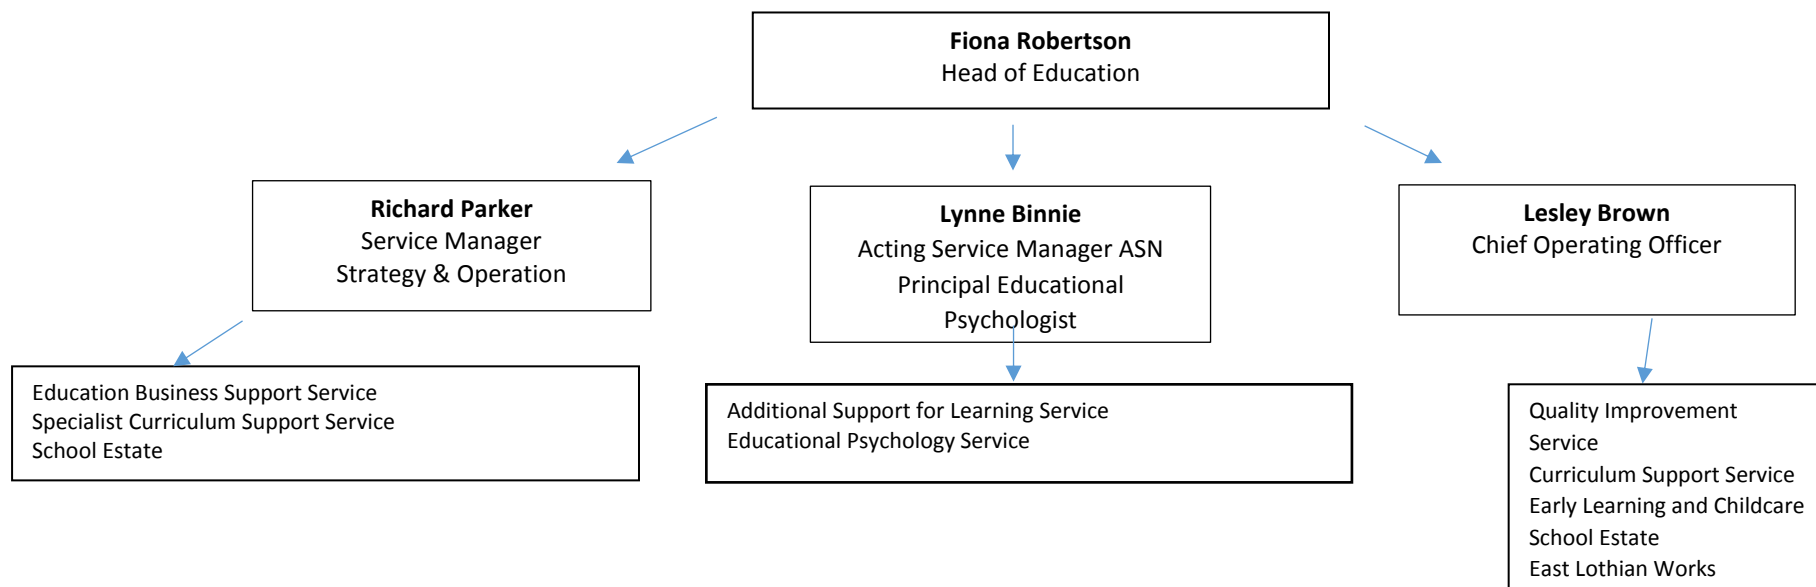 Fiona Robertson
Head of Education
Richard Parker
Service Manager
Strategy & Operation
Lynne Binnie
Acting Service Manager ASN
Principal Educational
Psychologist
Lesley Brown
Chief Operating Officer
Education Business Support Service
Specialist Curriculum Support Service
School Estate
Additional Support for Learning Service
Educational Psychology Service
Quality Improvement
Service
Curriculum Support Service
Early Learning and Childcare
School Estate
East Lothian Works